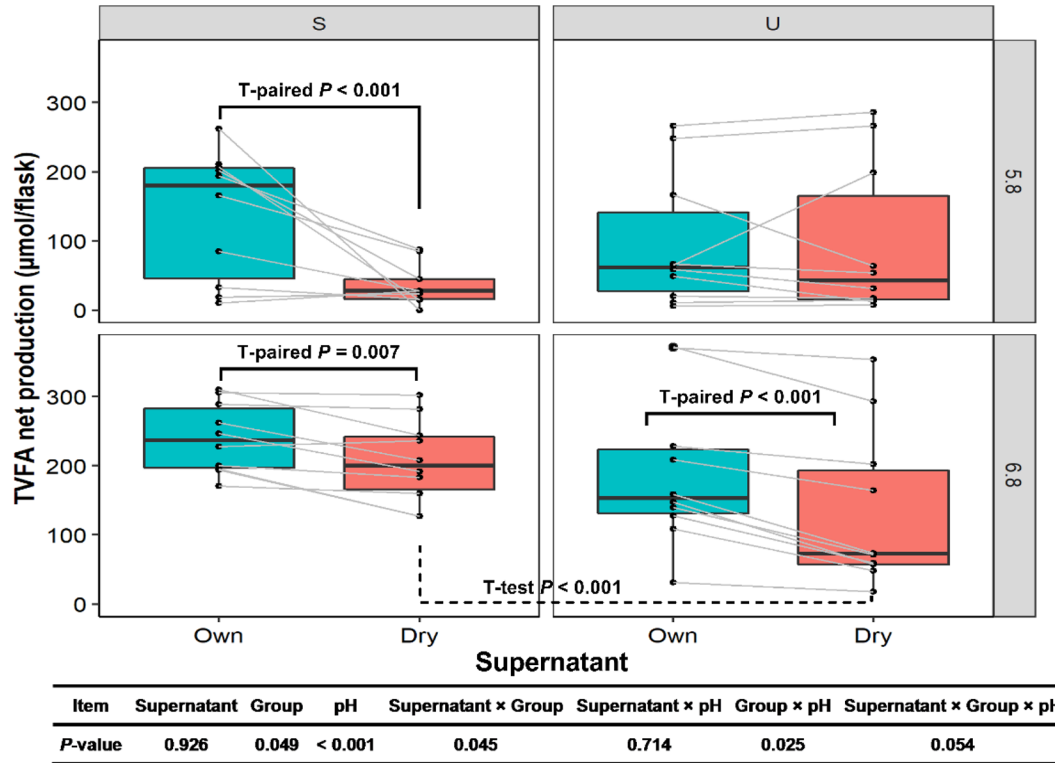 S U
T-paired P < 0.001
300
200
100
0
5.8
T-paired P = 0.007
T-paired P < 0.001
300
200
100
0
6.8
T-test P < 0.001
TVFA net production (µmol/flask)
Own Dry Own Dry
Supernatant
Item Supernatant Group pH Supernatant × Group Supernatant × pH Group × pH Supernatant × Group × pH
P-value 0.926 0.049 < 0.001 0.045 0.714 0.025 0.054